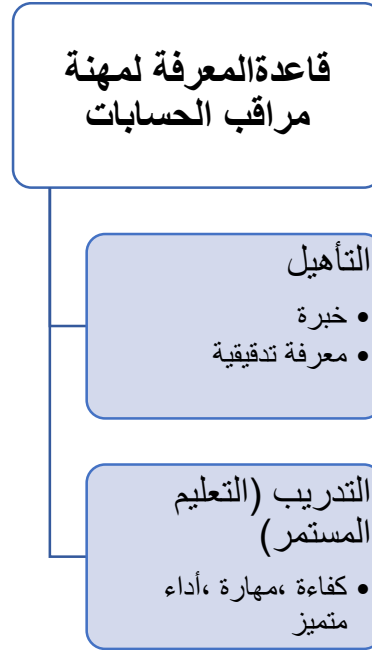 قاعدةالمعرفة لمهنة
مراقب الحسابات
التأهيل
• خبرة
• معرفة تدقيقية
التدريب (التعليم
المستمر)
• كفاءة ،مهارة ،أداء
متميز